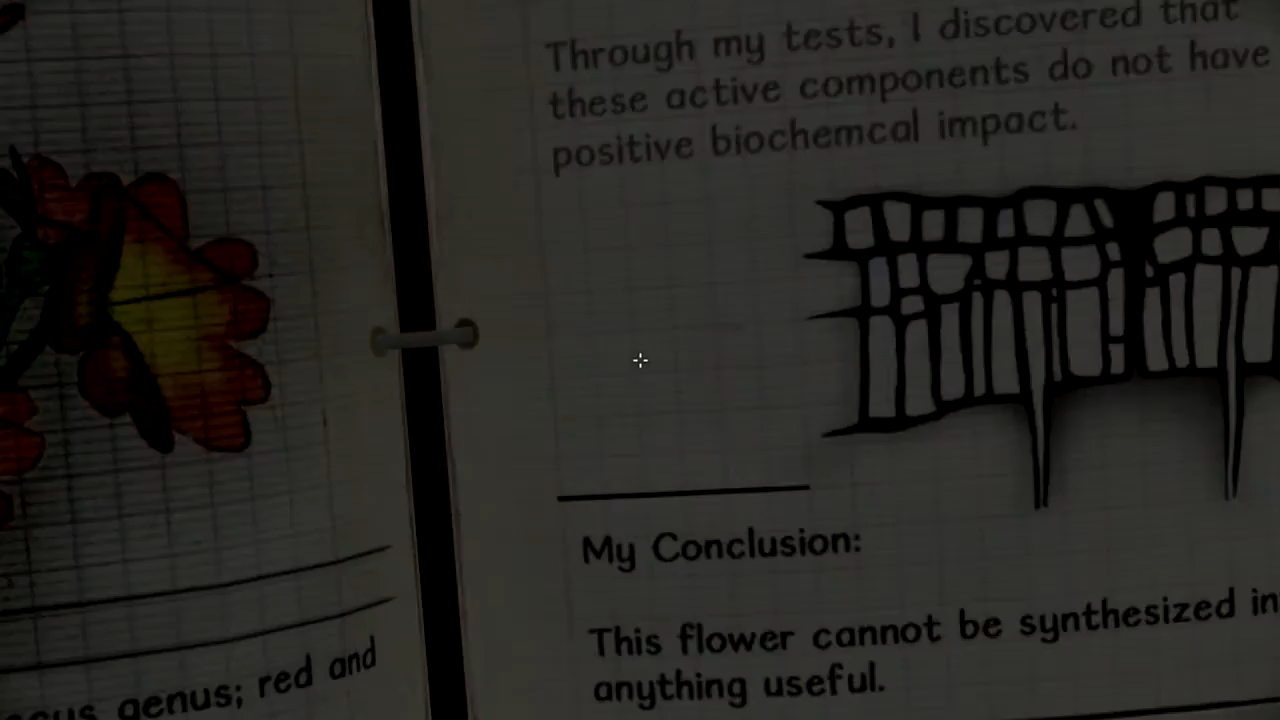 cus genus; red and
Through my tests, I discovered that
these active components do not have
positive biochemcal impact.
My Conclusion:
This flower cannot be synthesized in
anything useful.